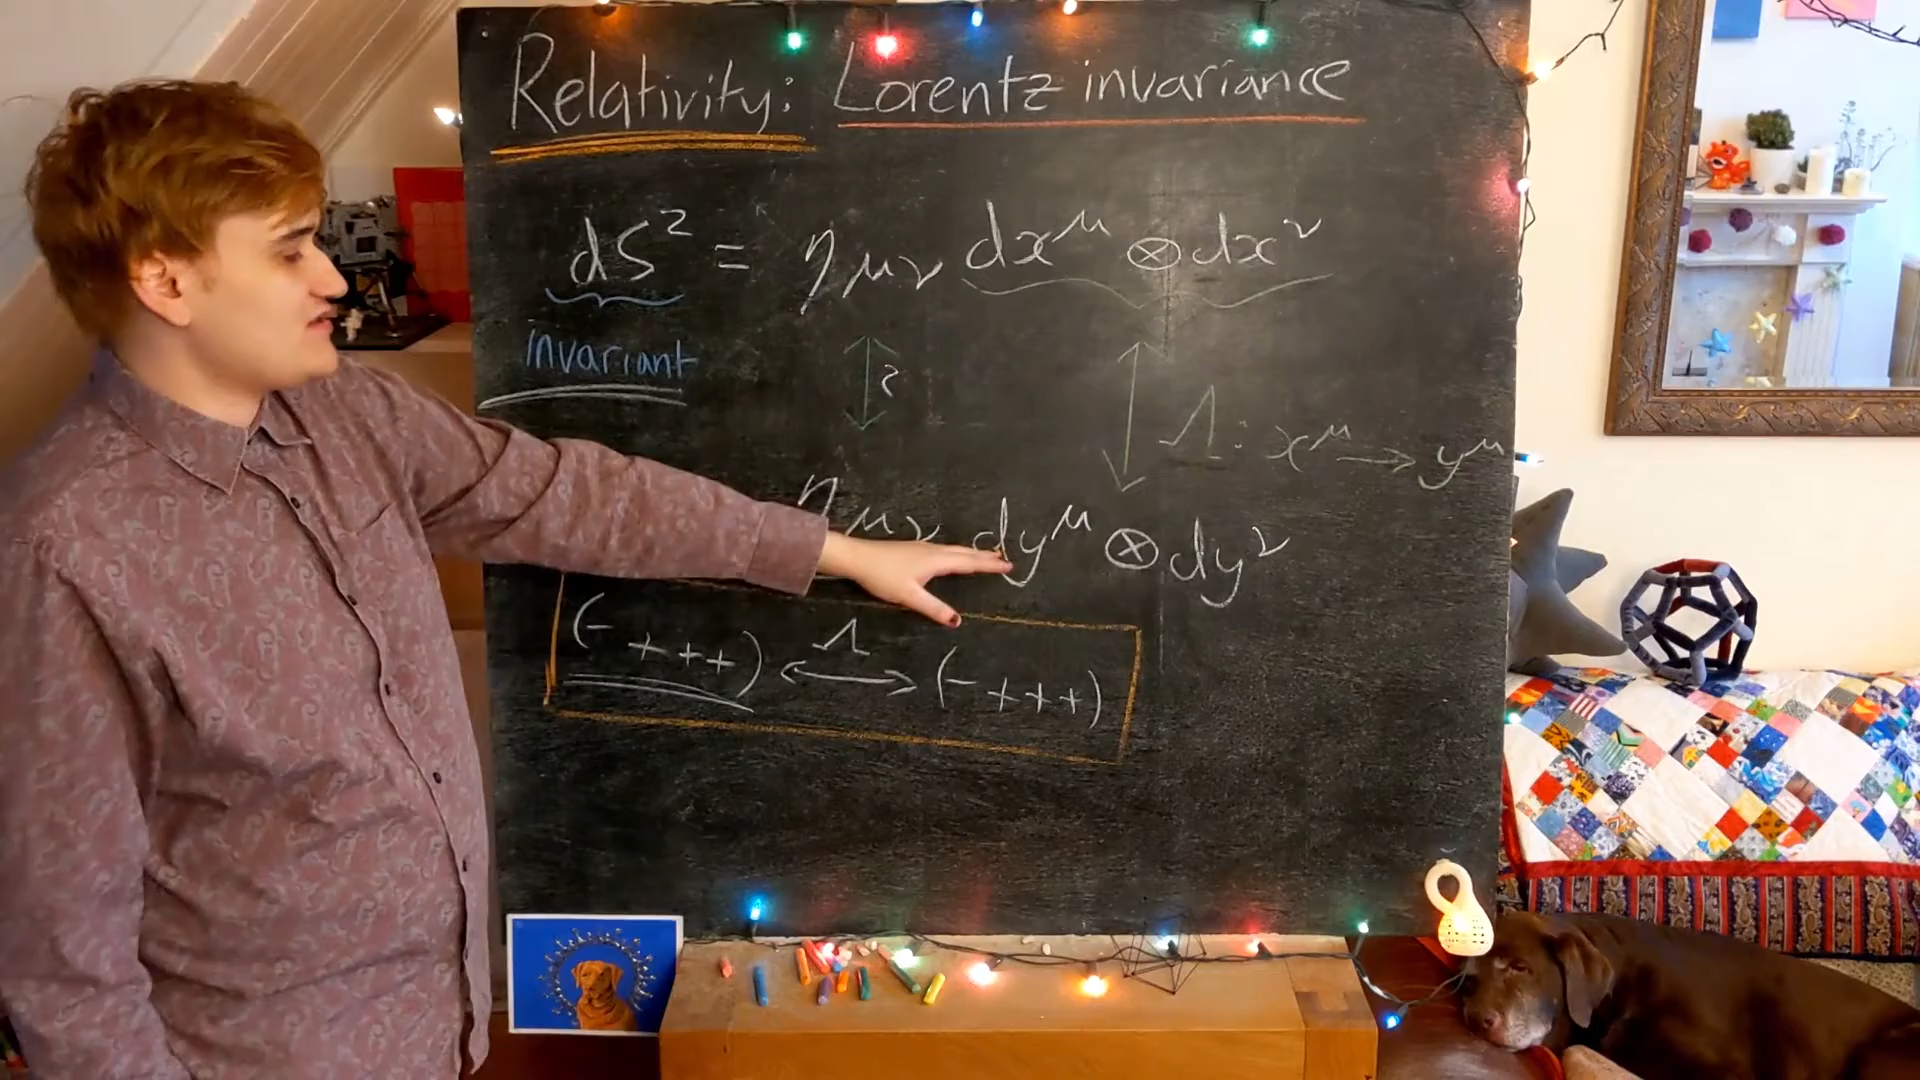 Relativity: Lorentz invariance
dS² = η_μν dx^μ ⊗ dx^ν
invariant
?
Λ: x^μ → y^μ
η_μν dy^μ ⊗ dy^ν
(-+++) ⟷ Λ (-+++)